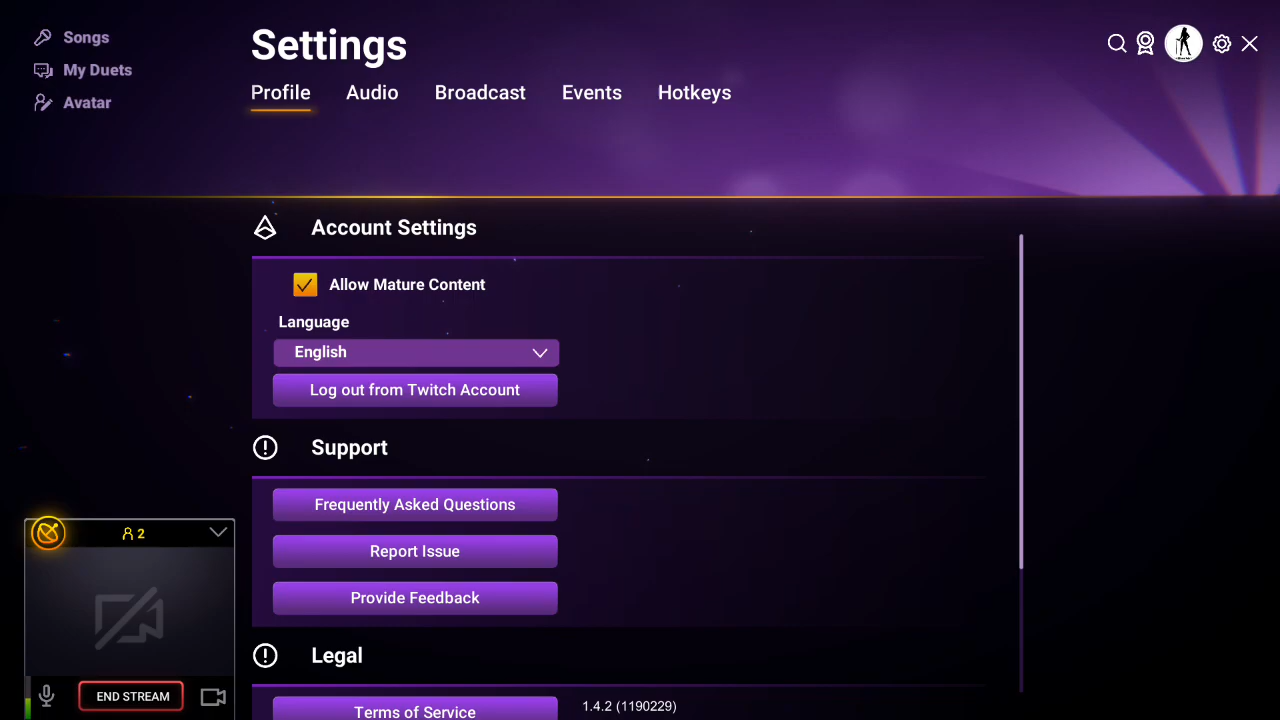 Songs
My Duets
Avatar
Settings
Profile Audio Broadcast Events Hotkeys
Account Settings
Allow Mature Content
Language
English
Log out from Twitch Account
Support
Frequently Asked Questions
Report Issue
Provide Feedback
Legal
Terms of Service
1.4.2 (1190229)
2
END STREAM